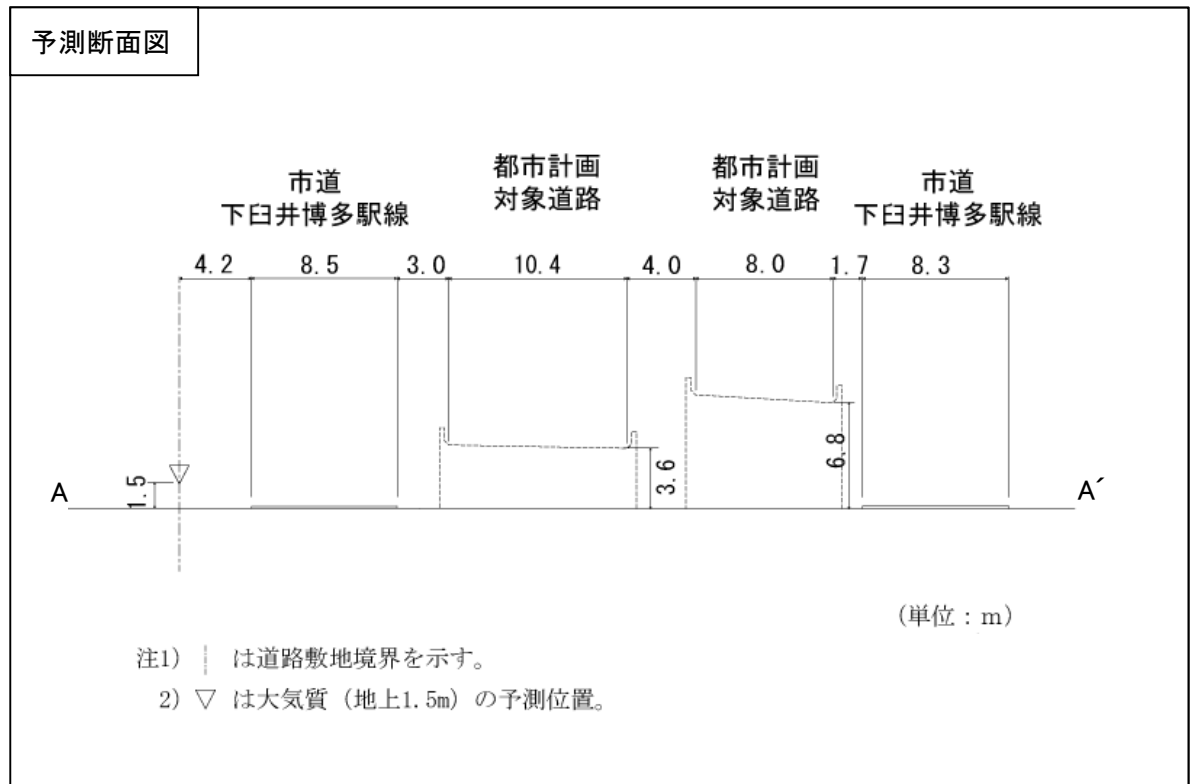 予測断面図
都市計画
対象道路
都市計画
対象道路
市道
下臼井博多駅線
市道
下臼井博多駅線
4.2
8.5
3.0
10.4
4.0
8.0
1.7
8.3
6.8
3.6
1.5
A
A´
(単位：m)
注1) ¦ は道路敷地境界を示す。
2) ▽ は大気質（地上1.5m）の予測位置。